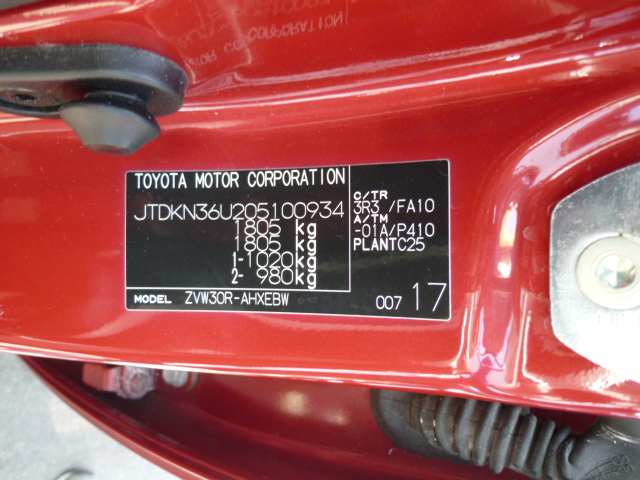 TOYOTA MOTOR CORPORATION
JTDKN36U205100934
1805 kg
1805 kg
1-1020kg
2- 980kg
C/TR
3R3 /FA10
A/TM
-01A/P410
PLANTC25
MODEL ZVW30R-AHXEBW
007 17